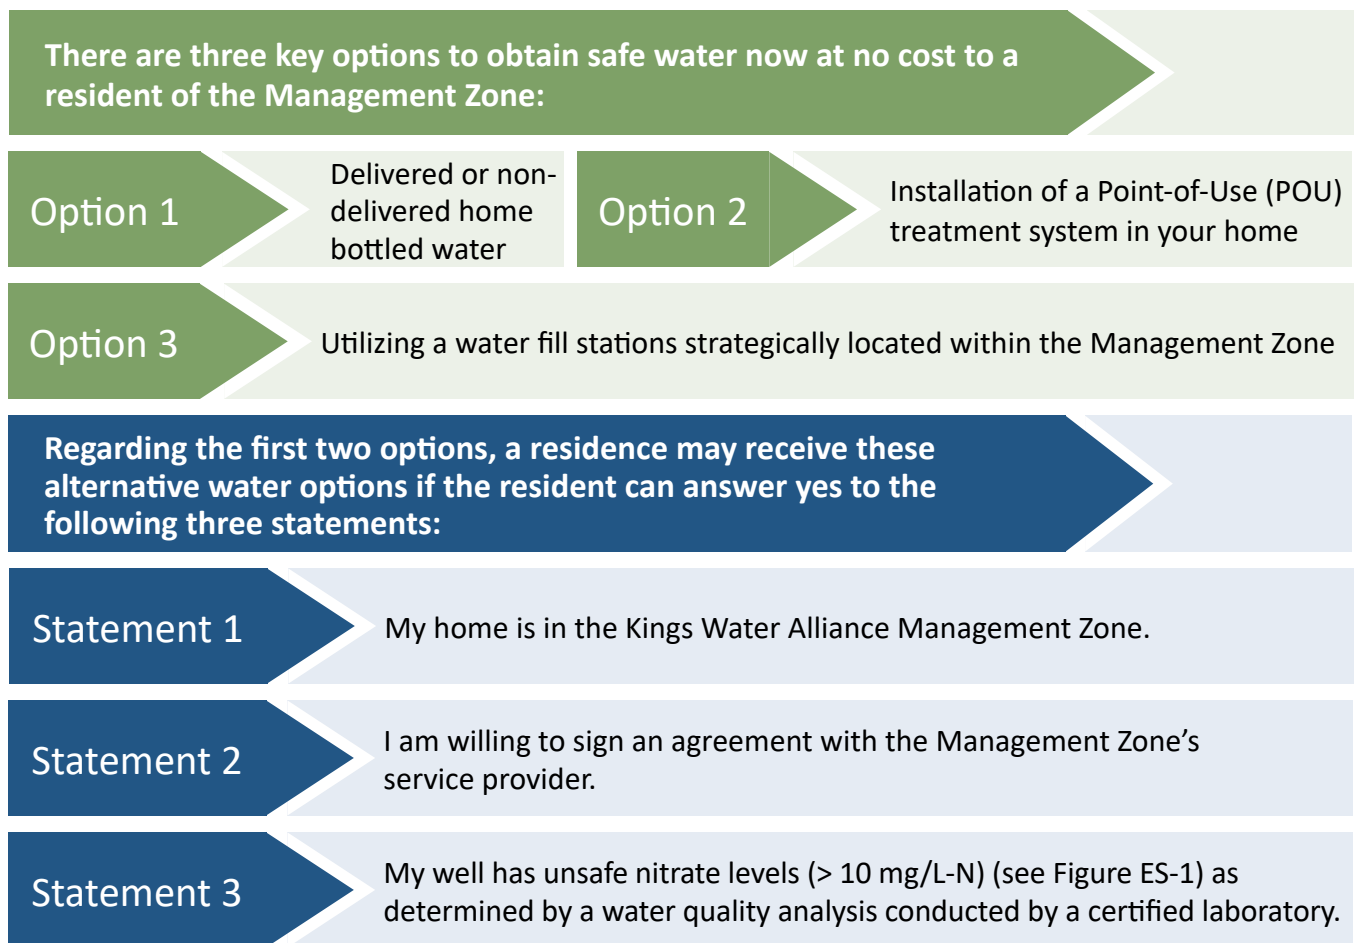 There are three key options to obtain safe water now at no cost to a
resident of the Management Zone:
Option 1
Delivered or non-
delivered home
bottled water
Option 2
Installation of a Point-of-Use (POU)
treatment system in your home
Option 3
Utilizing a water fill stations strategically located within the Management Zone
Regarding the first two options, a residence may receive these
alternative water options if the resident can answer yes to the
following three statements:
Statement 1
My home is in the Kings Water Alliance Management Zone.
Statement 2
I am willing to sign an agreement with the Management Zone’s
service provider.
Statement 3
My well has unsafe nitrate levels (> 10 mg/L-N) (see Figure ES-1) as
determined by a water quality analysis conducted by a certified laboratory.